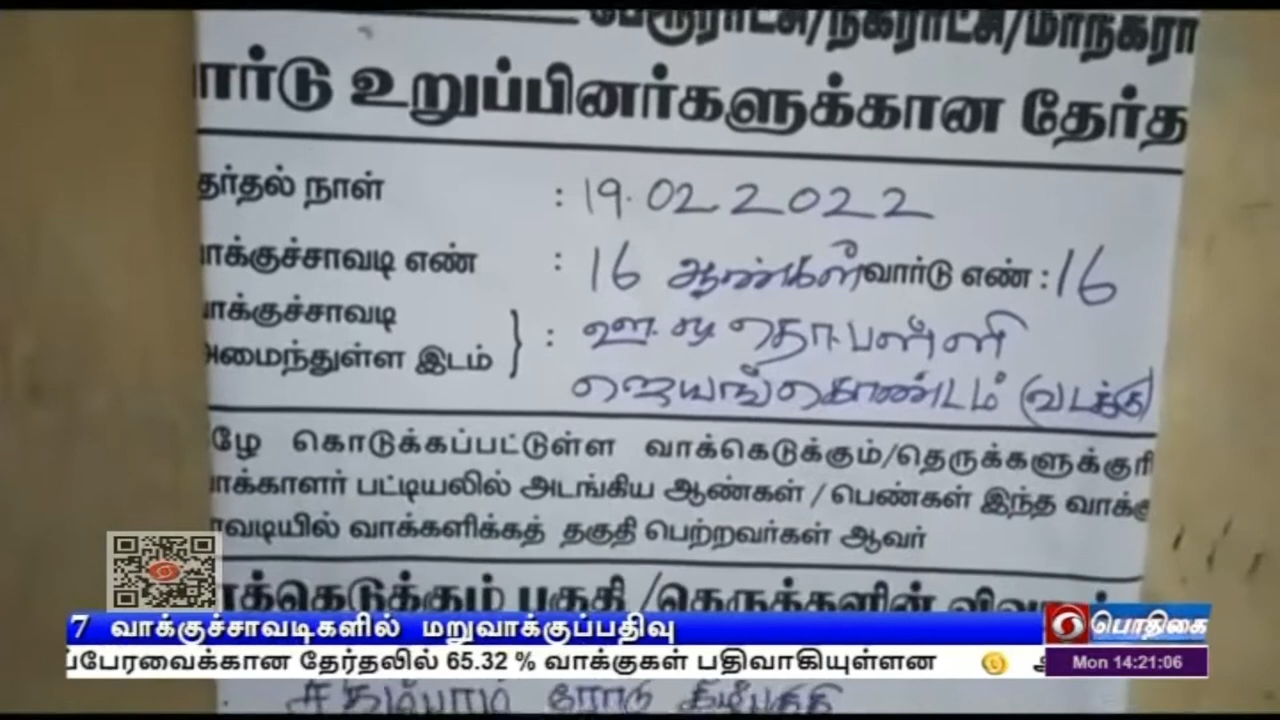 பேரூராட்சி/நகராட்சி/மாநகரா
ார்டு உறுப்பினர்களுக்கான தேர்த
தேர்தல் நாள் : 19.02.2022
ாக்குச்சாவடி எண் : 16 ஆண்கள் வார்டு எண் : 16
ாக்குச்சாவடி
அமைந்துள்ள இடம் } : ஊ.ஒ.தொ.பள்ளி
ஜெயங்கொண்டம் (வடக்கு)
ழே கொடுக்கப்பட்டுள்ள வாக்கெடுக்கும்/தெருக்களுக்குரி
ாக்காளர் பட்டியலில் அடங்கிய ஆண்கள் / பெண்கள் இந்த வாக்கு
ாவடியில் வாக்களிக்கத் தகுதி பெற்றவர்கள் ஆவர்
ாக்கெடுக்கும் பகுதி /தெருக்களின்
7 வாக்குச்சாவடிகளில் மறுவாக்குப்பதிவு
பொதிகை
ப்பேரவைக்கான தேர்தலில் 65.32 % வாக்குகள் பதிவாகியுள்ளன
Mon 14:21:06
சிதம்பரம் ரோடு கீழ்பகுதி